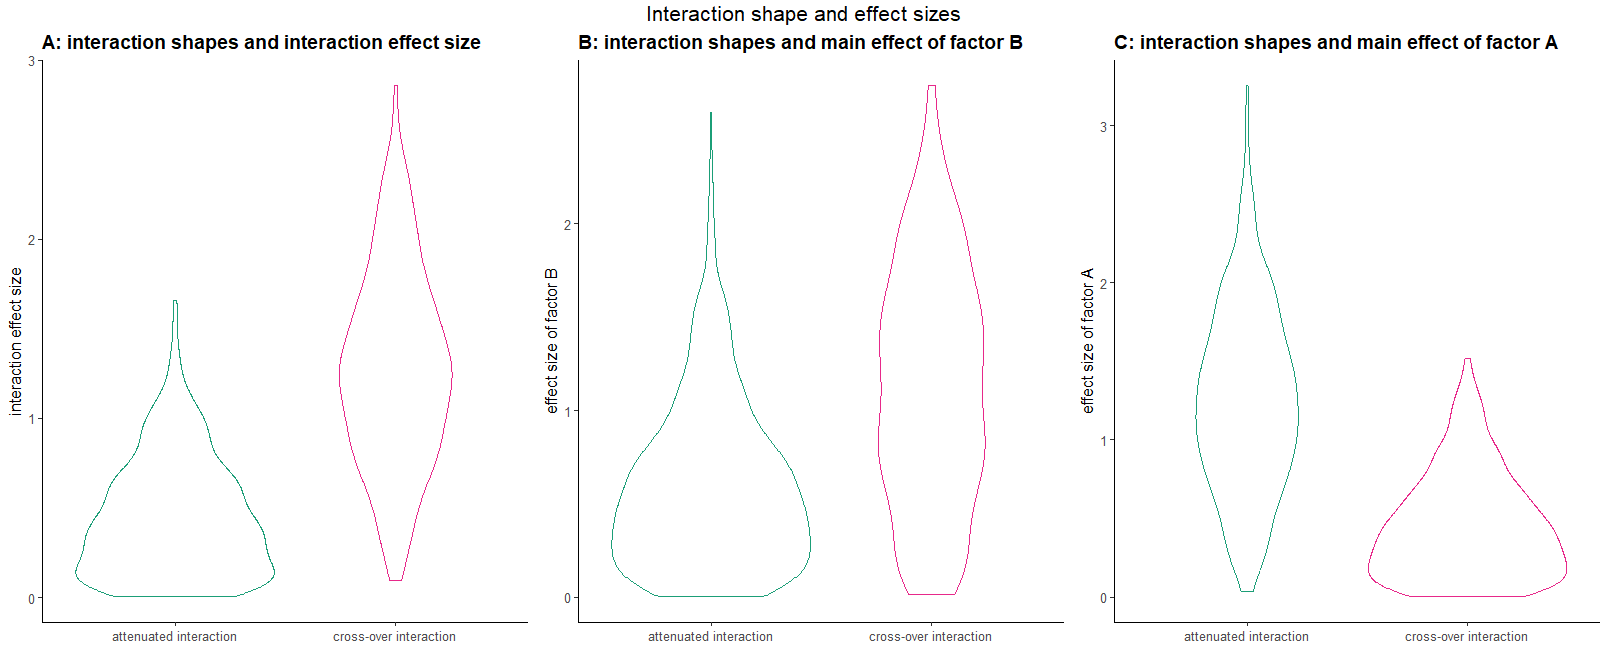 Interaction shape and effect sizes
A: interaction shapes and interaction effect size
interaction effect size
3
2
1
0
attenuated interaction
cross-over interaction
B: interaction shapes and main effect of factor B
effect size of factor B
2
1
0
attenuated interaction
cross-over interaction
C: interaction shapes and main effect of factor A
effect size of factor A
3
2
1
0
attenuated interaction
cross-over interaction